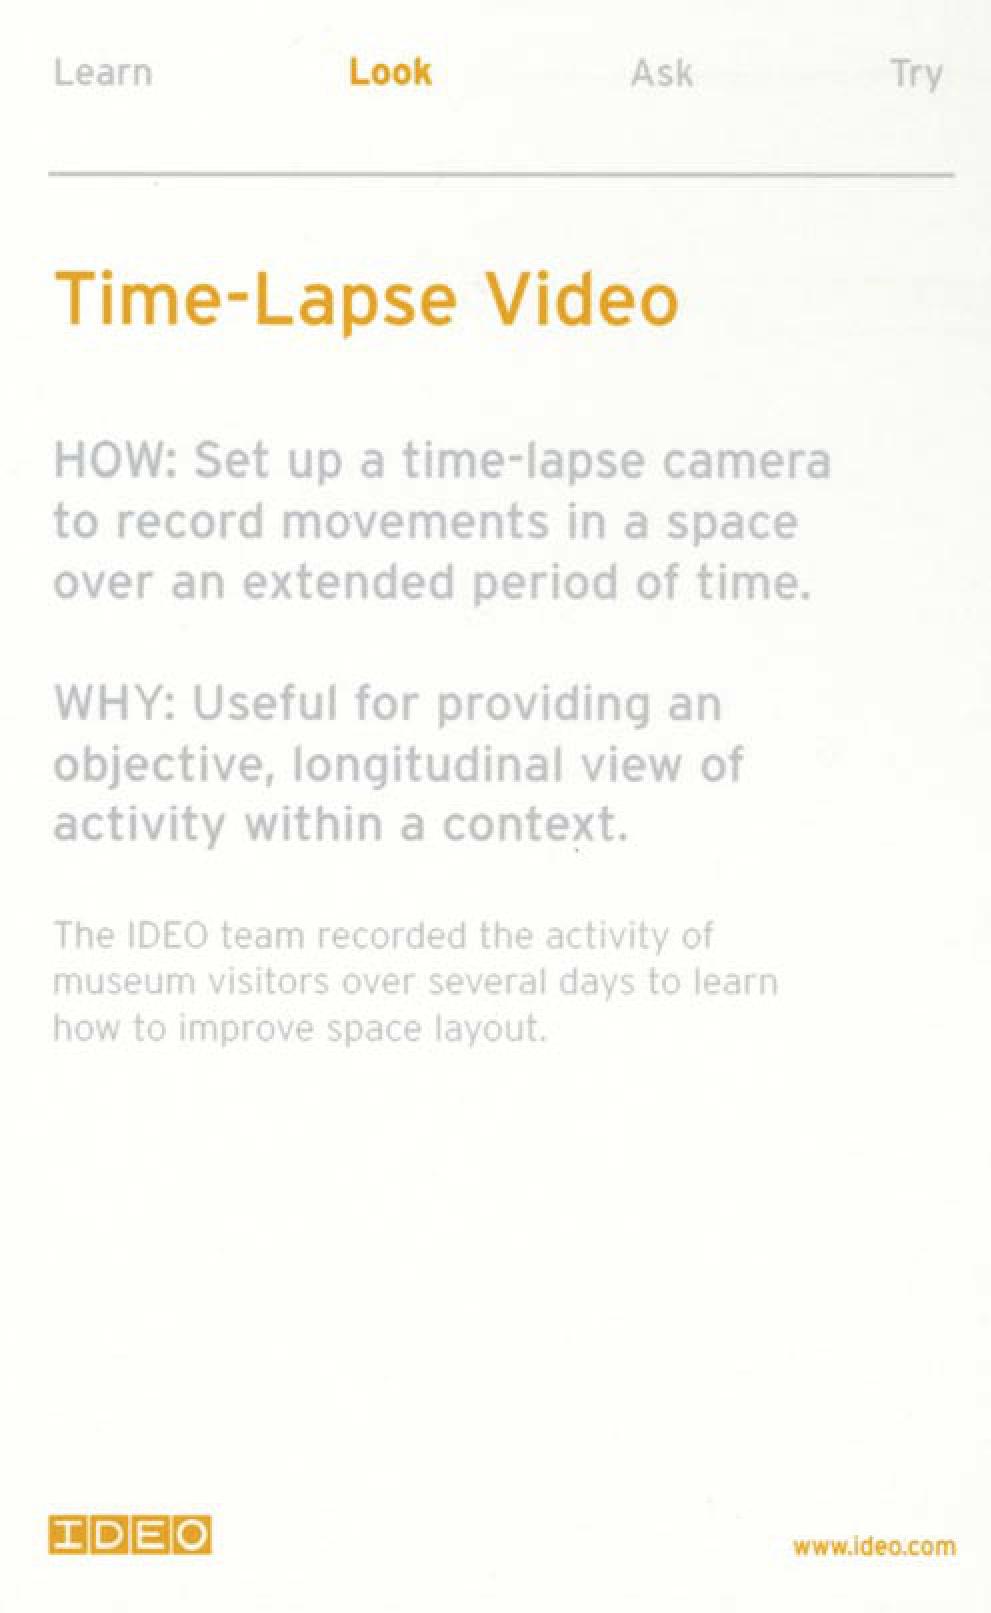 Learn Look Ask Try
Time-Lapse Video
HOW: Set up a time-lapse camera
to record movements in a space
over an extended period of time.
WHY: Useful for providing an
objective, longitudinal view of
activity within a context.
The IDEO team recorded the activity of
museum visitors over several days to learn
how to improve space layout.
IDEO www.ideo.com